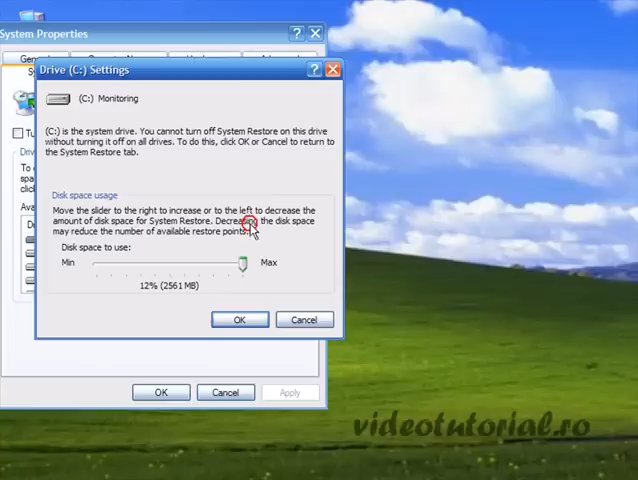 System Properties
Drive (C:) Settings
(C:) Monitoring
(C:) is the system drive. You cannot turn off System Restore on this drive
without turning it off on all drives. To do this, click OK or Cancel to return
to the System Restore tab.
Disk space usage
Move the slider to the right to increase or to the left to decrease the
amount of disk space for System Restore. Decreasing the disk space
may reduce the number of available restore points.
Disk space to use:
Min
Max
12% (2561 MB)
OK
Cancel
OK
Cancel
Apply
videotutorial.ro